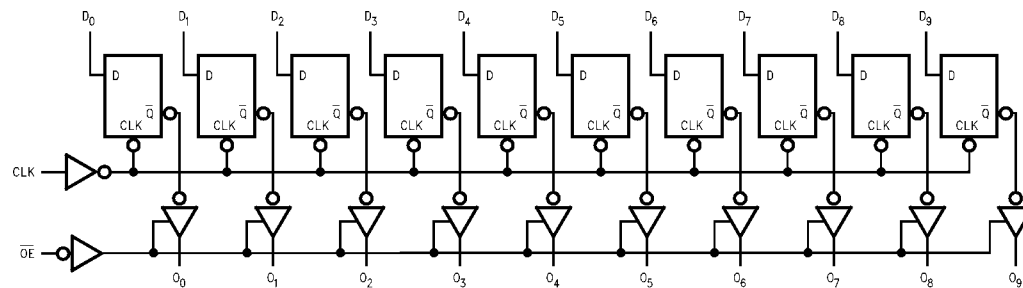 D₀ D₁ D₂ D₃ D₄ D₅ D₆ D₇ D₈ D₉
D D D D D D D D D D
Q̅ Q̅ Q̅ Q̅ Q̅ Q̅ Q̅ Q̅ Q̅ Q̅
CLK CLK CLK CLK CLK CLK CLK CLK CLK CLK
CLK
O̅E̅
O₀ O₁ O₂ O₃ O₄ O₅ O₆ O₇ O₈ O₉